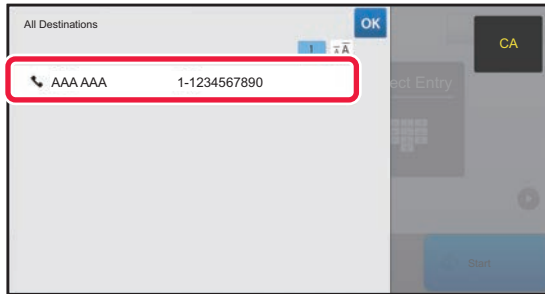 All Destinations
OK
CA
1
AAA AAA 1-1234567890
ect Entry
Start